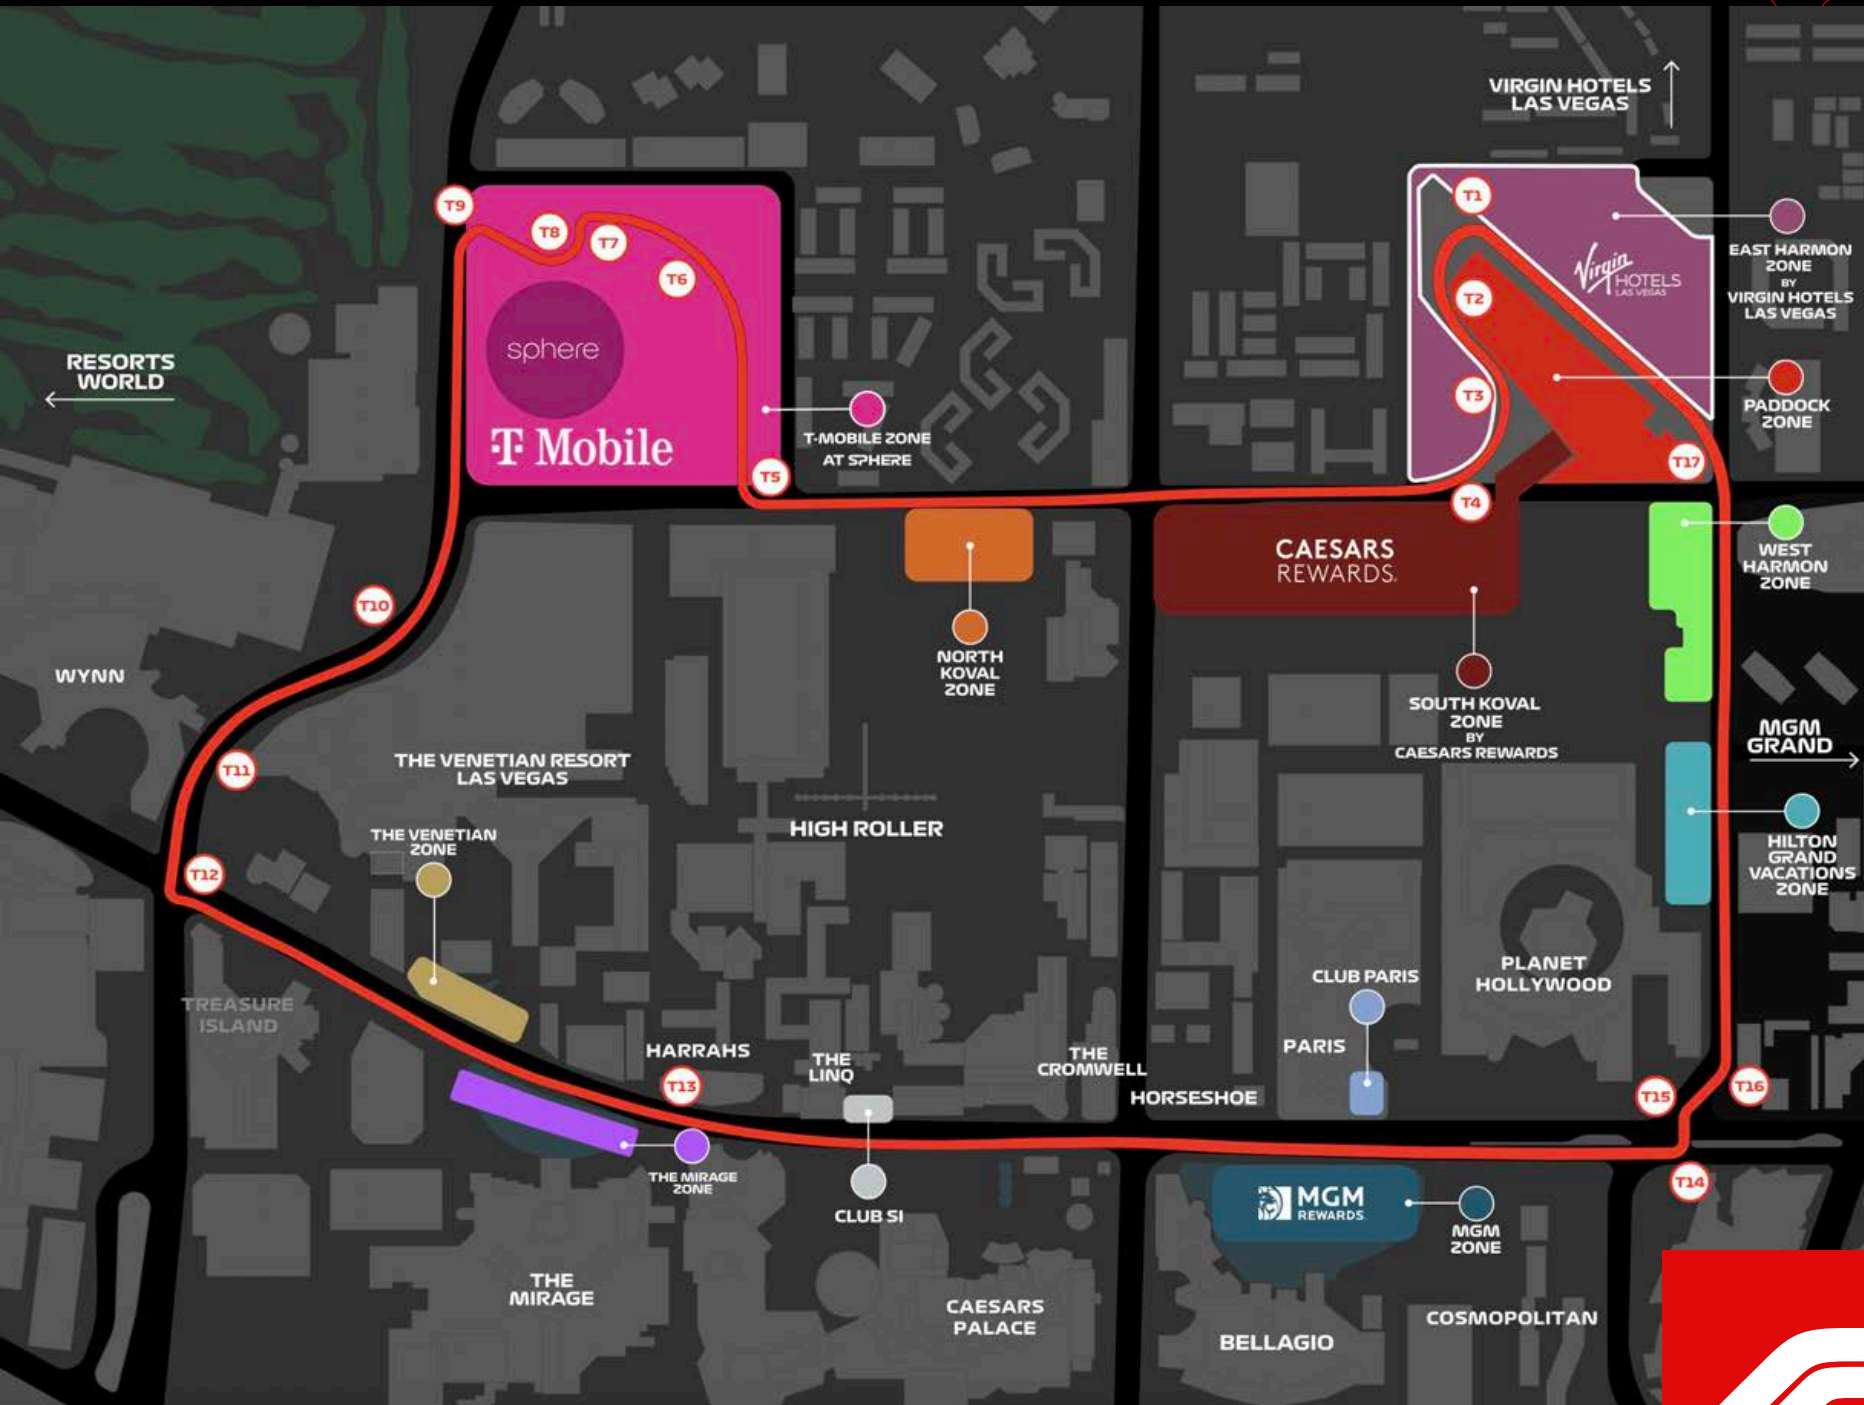 VIRGIN HOTELS
LAS VEGAS
T1
T9
T8
T7
T6
EAST HARMON
ZONE
BY
VIRGIN HOTELS
LAS VEGAS
Virgin
HOTELS
LAS VEGAS
T2
sphere
RESORTS
WORLD
T Mobile
T-MOBILE ZONE
AT SPHERE
T3
PADDOCK
ZONE
T5
T4
T17
CAESARS
REWARDS.
WEST
HARMON
ZONE
T10
NORTH
KOVAL
ZONE
WYNN
SOUTH KOVAL
ZONE
BY
CAESARS REWARDS
MGM
GRAND
T11
THE VENETIAN RESORT
LAS VEGAS
HIGH ROLLER
THE VENETIAN
ZONE
HILTON
GRAND
VACATIONS
ZONE
T12
PLANET
HOLLYWOOD
CLUB PARIS
TREASURE
ISLAND
PARIS
HARRAHS
THE
LINQ
THE
CROMWELL
T13
HORSESHOE
T15
T16
THE MIRAGE
ZONE
T14
CLUB SI
MGM
REWARDS
MGM
ZONE
THE
MIRAGE
CAESARS
PALACE
BELLAGIO
COSMOPOLITAN